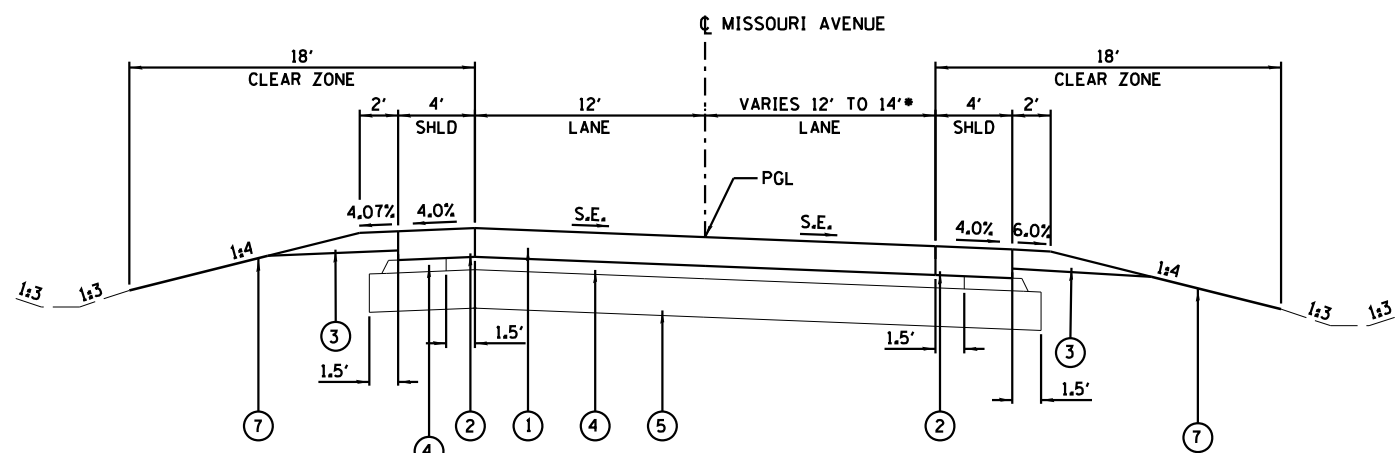 ℄ MISSOURI AVENUE
18'
CLEAR ZONE
18'
CLEAR ZONE
2'
4'
SHLD
12'
LANE
VARIES 12' TO 14'*
LANE
4'
SHLD
2'
PGL
4.07%
4.0%
S.E.
S.E.
4.0%
6.0%
1:4
1:4
1:3
1:3
1:3
1:3
1.5'
1.5'
1.5'
1.5'
3
3
7
4
2
1
4
5
2
7